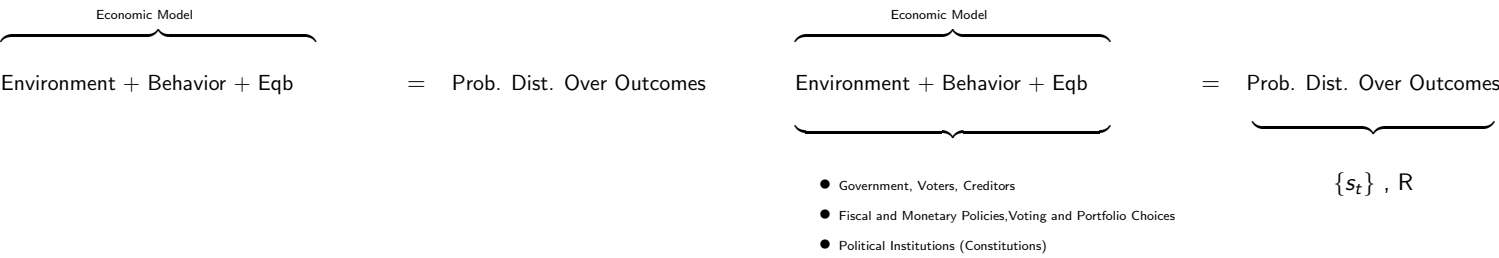 Economic Model
Environment + Behavior + Eqb = Prob. Dist. Over Outcomes
Economic Model
Environment + Behavior + Eqb = Prob. Dist. Over Outcomes
• Government, Voters, Creditors
• Fiscal and Monetary Policies,Voting and Portfolio Choices
• Political Institutions (Constitutions)
{s_t} , R